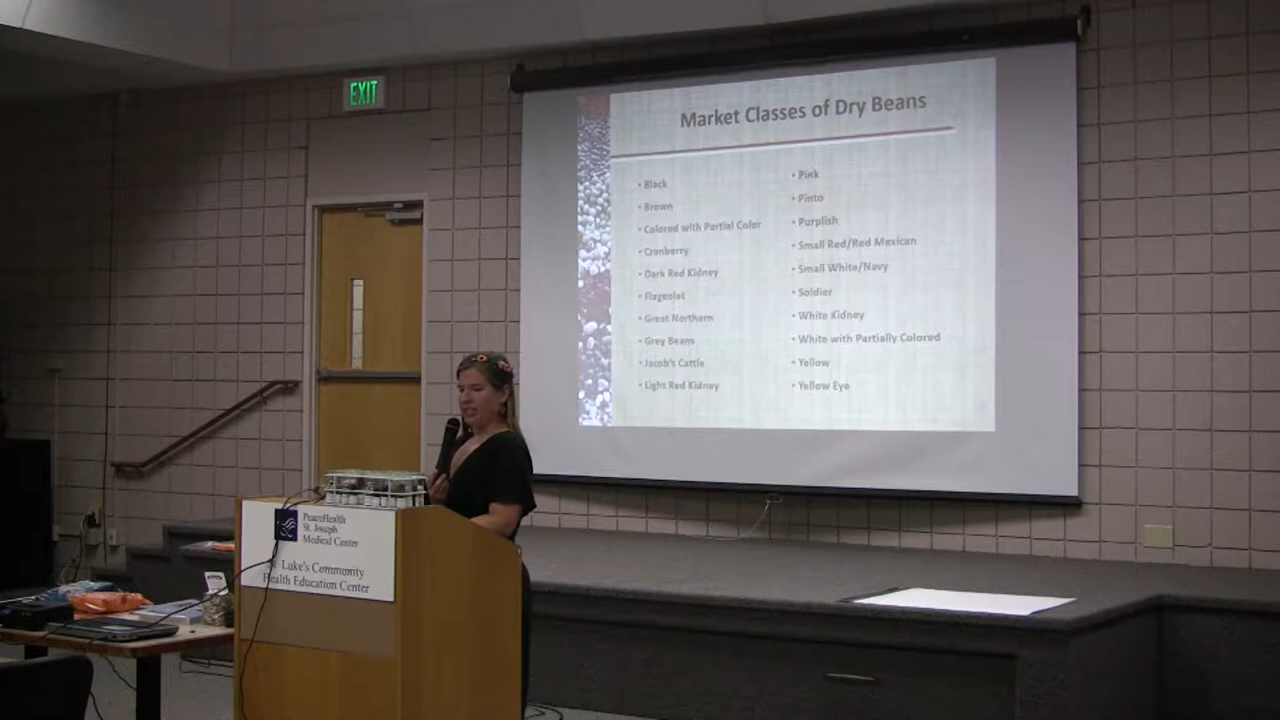 EXIT
Market Classes of Dry Beans
• Black
• Brown
• Colored with Partial Color
• Cranberry
• Dark Red Kidney
• Flageolet
• Great Northern
• Grey Beans
• Jacob's Cattle
• Light Red Kidney
• Pink
• Pinto
• Purplish
• Small Red/Red Mexican
• Small White/Navy
• Soldier
• White Kidney
• White with Partially Colored
• Yellow
• Yellow Eye
PeaceHealth
St. Joseph
Medical Center
Luke's Community
Health Education Center